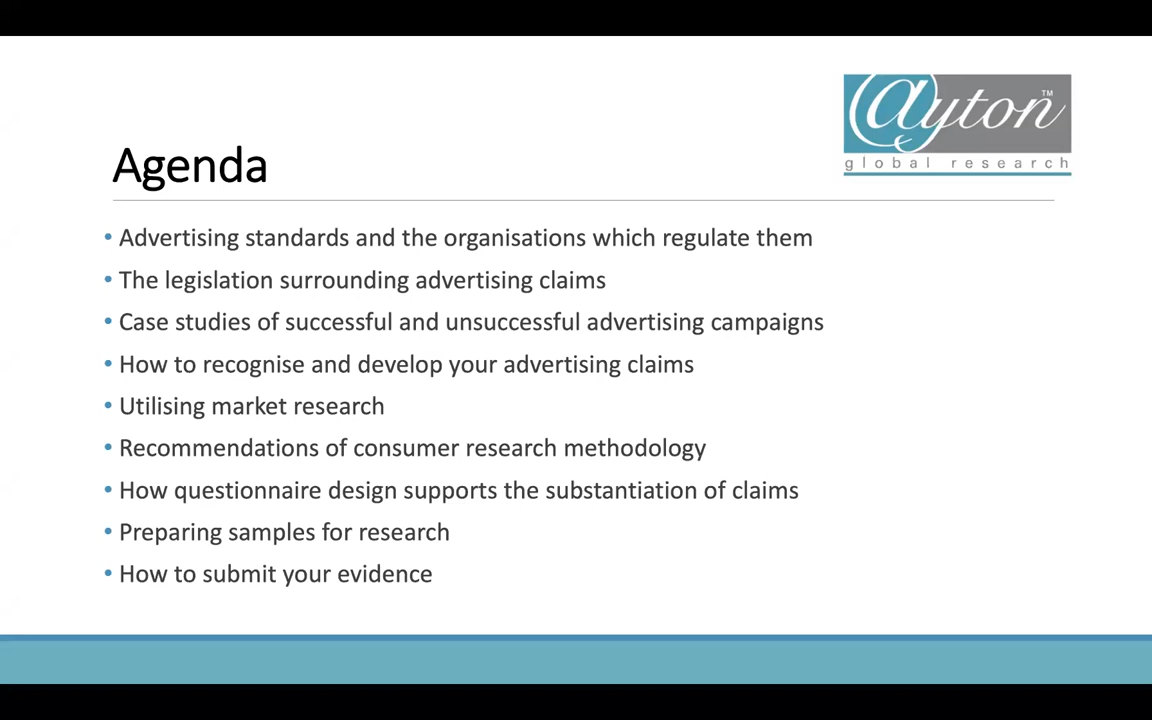 @yton™
global research
Agenda
• Advertising standards and the organisations which regulate them
• The legislation surrounding advertising claims
• Case studies of successful and unsuccessful advertising campaigns
• How to recognise and develop your advertising claims
• Utilising market research
• Recommendations of consumer research methodology
• How questionnaire design supports the substantiation of claims
• Preparing samples for research
• How to submit your evidence